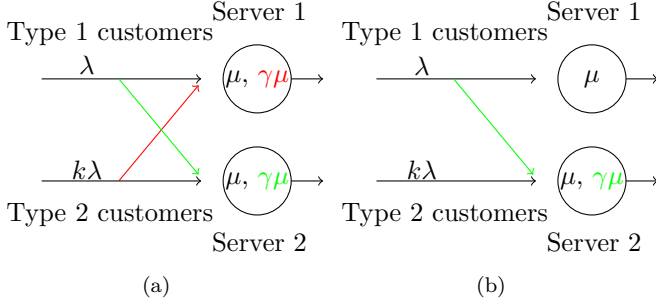 Server 1
Type 1 customers
λ
μ, γμ
kλ
μ, γμ
Type 2 customers
Server 2
(a)
Server 1
Type 1 customers
λ
μ
kλ
μ, γμ
Type 2 customers
Server 2
(b)